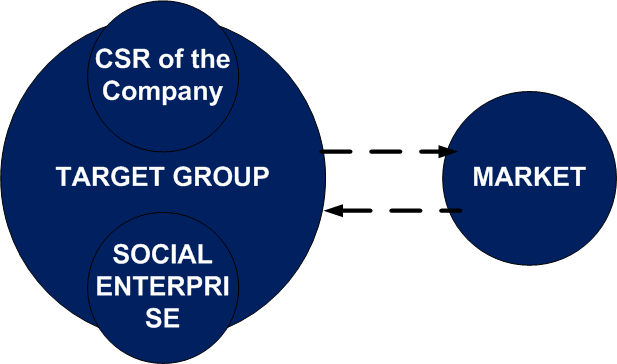 CSR of the
Company
TARGET GROUP
MARKET
SOCIAL
ENTERPRI
SE